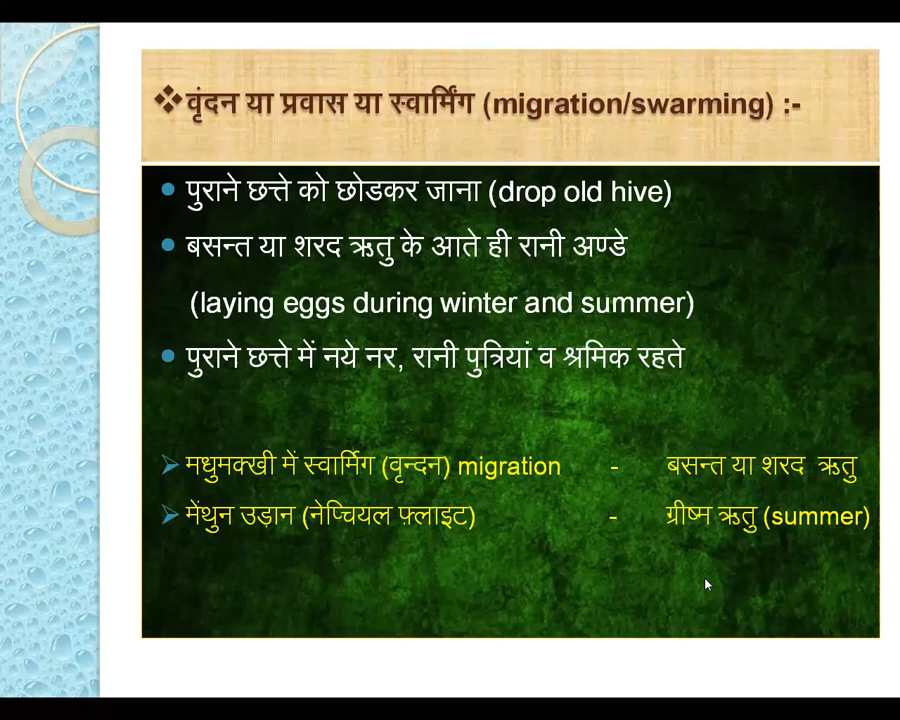 ❖वृंदन या प्रवास या स्वार्मिंग (migration/swarming) :-
• पुराने छत्ते को छोडकर जाना (drop old hive)
• बसन्त या शरद ऋतु के आते ही रानी अण्डे
(laying eggs during winter and summer)
• पुराने छत्ते में नये नर, रानी पुत्रियां व श्रमिक रहते
➢ मधुमक्खी में स्वार्मिग (वृन्दन) migration - बसन्त या शरद ऋतु
➢ मेंथुन उड़ान (नेप्चियल फ़्लाइट) - ग्रीष्म ऋतु (summer)